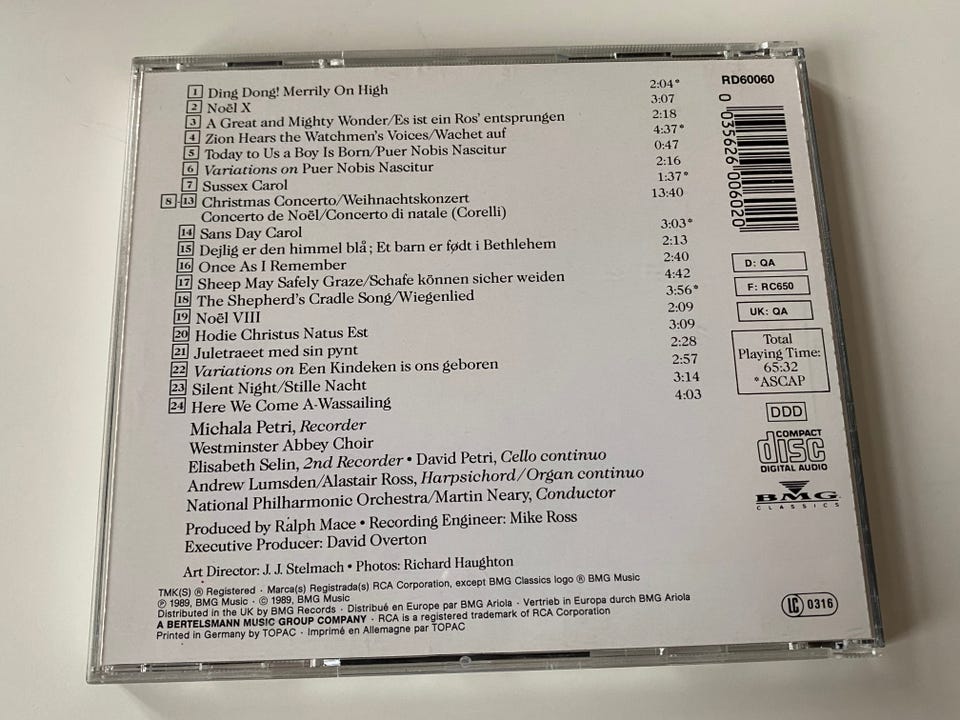 1 Ding Dong! Merrily On High 2:04*
2 Noël X 3:07
3 A Great and Mighty Wonder/Es ist ein Ros' entsprungen 2:18
4 Zion Hears the Watchmen's Voices/Wachet auf 4:37*
5 Today to Us a Boy Is Born/Puer Nobis Nascitur 0:47
6 Variations on Puer Nobis Nascitur 2:16
7 Sussex Carol 1:37*
8-13 Christmas Concerto/Weihnachtskonzert 13:40
Concerto de Noël/Concerto di natale (Corelli)
14 Sans Day Carol 3:03*
15 Dejlig er den himmel blå; Et barn er født i Bethlehem 2:13
16 Once As I Remember 2:40
17 Sheep May Safely Graze/Schafe können sicher weiden 4:42
18 The Shepherd's Cradle Song/Wiegenlied 3:56*
19 Noël VIII 2:09
20 Hodie Christus Natus Est 3:09
21 Juletraeet med sin pynt 2:28
22 Variations on Een Kindeken is ons geboren 2:57
23 Silent Night/Stille Nacht 3:14
24 Here We Come A-Wassailing 4:03
Michala Petri, Recorder
Westminster Abbey Choir
Elisabeth Selin, 2nd Recorder • David Petri, Cello continuo
Andrew Lumsden/Alastair Ross, Harpsichord/Organ continuo
National Philharmonic Orchestra/Martin Neary, Conductor
Produced by Ralph Mace • Recording Engineer: Mike Ross
Executive Producer: David Overton
Art Director: J. J. Stelmach • Photos: Richard Haughton
TMK(S) ® Registered · Marca(s) Registrada(s) RCA Corporation, except BMG Classics logo ® BMG Music
℗ 1989, BMG Music · © 1989, BMG Music
Distributed in the UK by BMG Records · Distribué en Europe par BMG Ariola · Vertrieb in Europa durch BMG Ariola
A BERTELSMANN MUSIC GROUP COMPANY · RCA is a registered trademark of RCA Corporation
Printed in Germany by TOPAC · Imprimé en Allemagne par TOPAC
RD60060
0 035626 006020
D: QA
F: RC650
UK: QA
Total
Playing Time:
65:32
*ASCAP
DDD
COMPACT
disc
DIGITAL AUDIO
BMG
CLASSICS
LC 0316